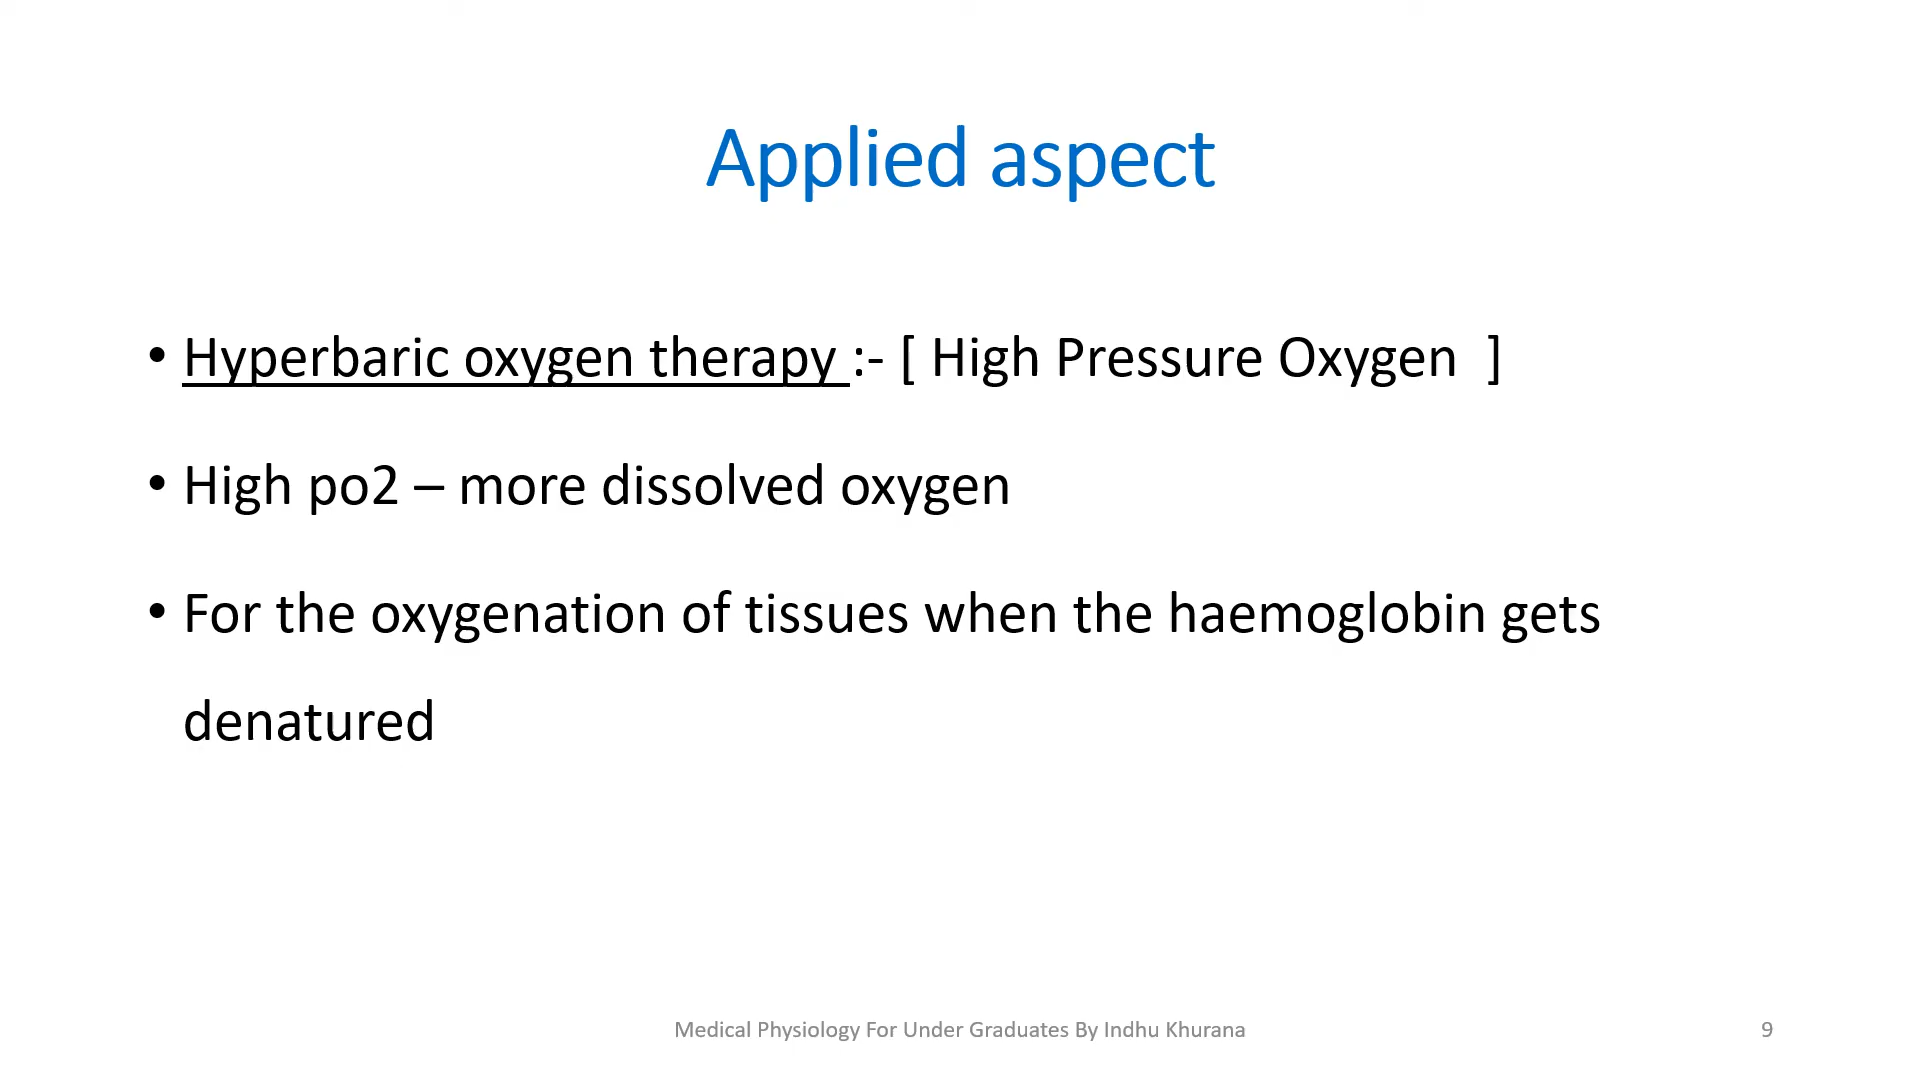 Applied aspect
• Hyperbaric oxygen therapy :- [ High Pressure Oxygen ]
• High po2 – more dissolved oxygen
• For the oxygenation of tissues when the haemoglobin gets
denatured
Medical Physiology For Under Graduates By Indhu Khurana
9